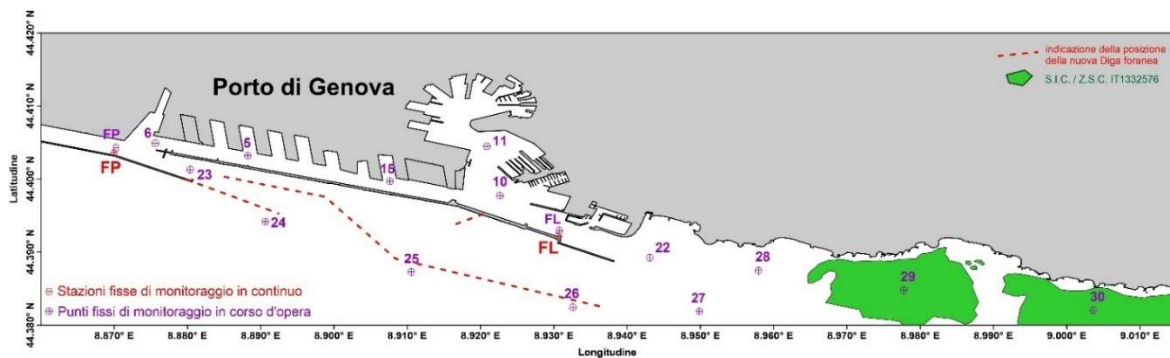 44.420° N
indicazione della posizione
della nuova Diga foranea
S.I.C. / Z.S.C. IT1332576
Porto di Genova
44.410° N
FP
6
5
11
FP
23
15
10
44.400° N
Latitudine
24
FL
FL
22
28
44.390° N
25
29
26
27
30
Stazioni fisse di monitoraggio in continuo
Punti fissi di monitoraggio in corso d'opera
44.380° N
8.870 °E 8.880 °E 8.890 °E 8.900 °E 8.910 °E 8.920 °E 8.930 °E 8.940 °E 8.950 °E 8.960 °E 8.970 °E 8.980 °E 8.990 °E 9.000 °E 9.010 °E
Longitudine